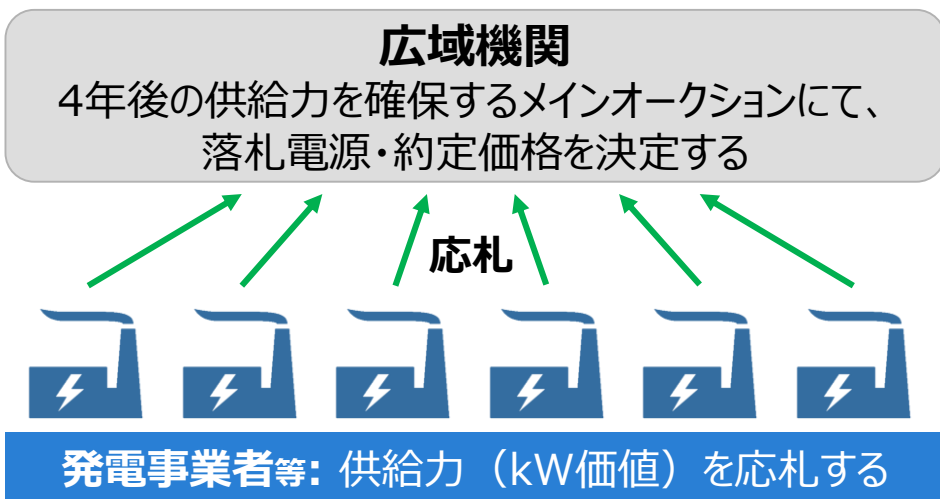 広域機関
4年後の供給力を確保するメインオークションにて、
落札電源・約定価格を決定する
応札
発電事業者等: 供給力（kW価値）を応札する